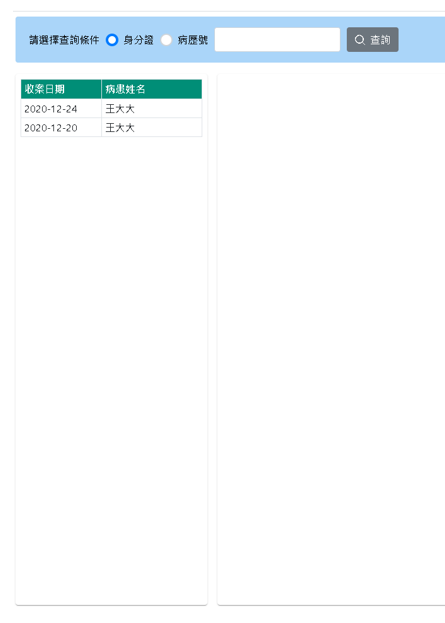 請選擇查詢條件 身分證 病歷號 查詢
收案日期 病患姓名
2020-12-24 王大大
2020-12-20 王大大